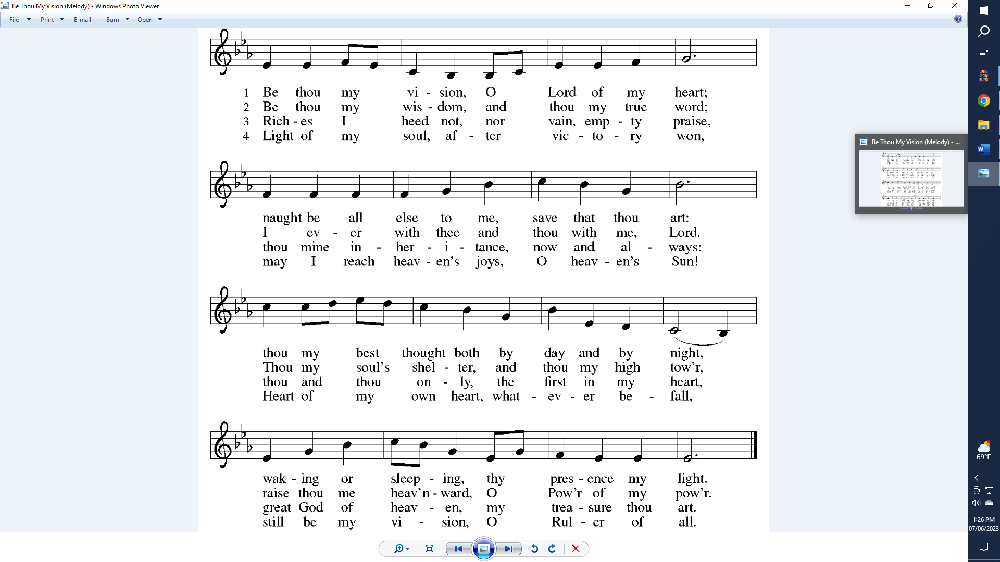 Be Thou My Vision (Melody) - Windows Photo Viewer
File Print E-mail Burn Open
1 Be thou my vi - sion, O Lord of my heart;
2 Be thou my wis - dom, and thou my true word;
3 Rich - es I heed not, nor vain, emp - ty praise,
4 Light of my soul, af - ter vic - to - ry won,
naught be all else to me, save that thou art:
I ev - er with thee and thou with me, Lord.
thou mine in - her - i - tance, now and al - ways:
may I reach heav - en's joys, O heav - en's Sun!
thou my best thought both by day and by night,
Thou my soul's shel - ter, and thou my high tow'r,
thou and thou on - ly, the first in my heart,
Heart of my own heart, what - ev - er be - fall,
wak - ing or sleep - ing, thy pres - ence my light.
raise thou me heav'n - ward, O Pow'r of my pow'r.
great God of heav - en, my trea - sure thou art.
still be my vi - sion, O Rul - er of all.
Be Thou My Vision (Melody) - ...
69°F
1:26 PM
07/06/2023